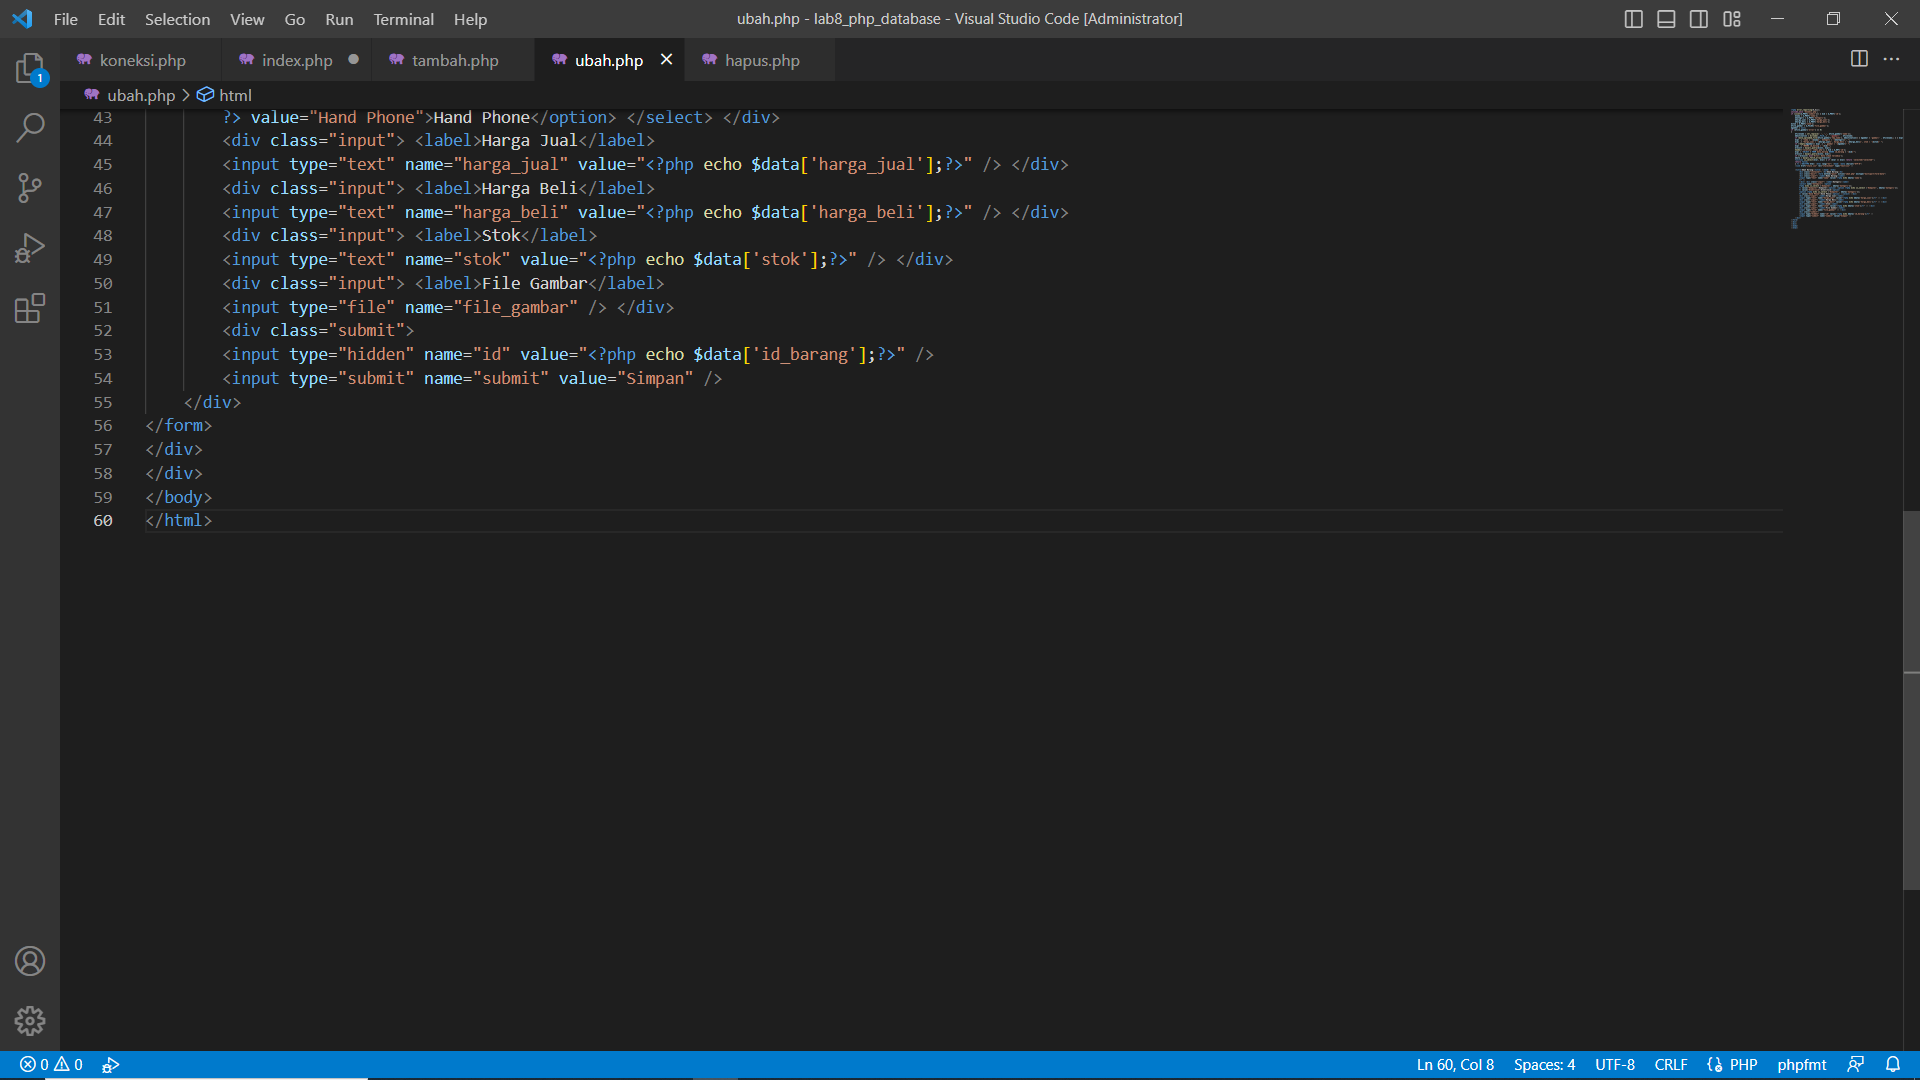 File Edit Selection View Go Run Terminal Help ubah.php - lab8_php_database - Visual Studio Code [Administrator]
koneksi.php index.php tambah.php ubah.php hapus.php
ubah.php > html
43 ?> value="Hand Phone">Hand Phone</option> </select> </div>
44 <div class="input"> <label>Harga Jual</label>
45 <input type="text" name="harga_jual" value="<?php echo $data['harga_jual'];?>" /> </div>
46 <div class="input"> <label>Harga Beli</label>
47 <input type="text" name="harga_beli" value="<?php echo $data['harga_beli'];?>" /> </div>
48 <div class="input"> <label>Stok</label>
49 <input type="text" name="stok" value="<?php echo $data['stok'];?>" /> </div>
50 <div class="input"> <label>File Gambar</label>
51 <input type="file" name="file_gambar" /> </div>
52 <div class="submit">
53 <input type="hidden" name="id" value="<?php echo $data['id_barang'];?>" />
54 <input type="submit" name="submit" value="Simpan" />
55 </div>
56 </form>
57 </div>
58 </div>
59 </body>
60 </html>
1
0 0 Ln 60, Col 8 Spaces: 4 UTF-8 CRLF PHP phpfmt